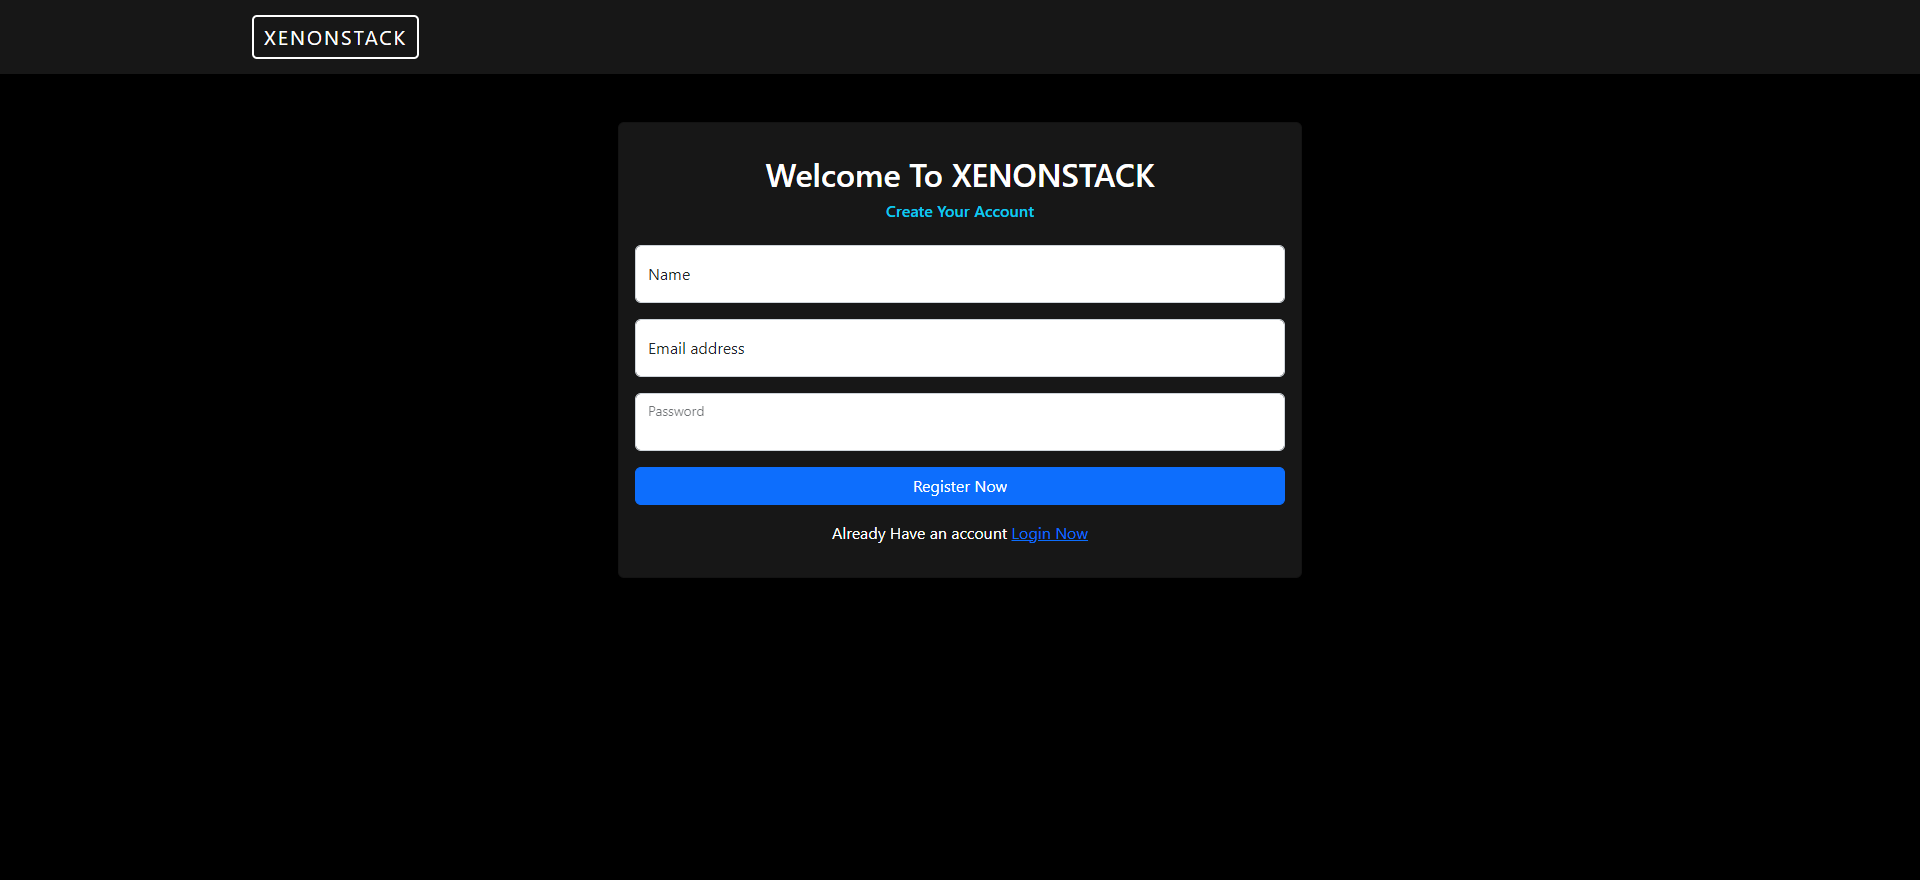 XENONSTACK
Welcome To XENONSTACK
Create Your Account
Name
Email address
Password
Register Now
Already Have an account Login Now